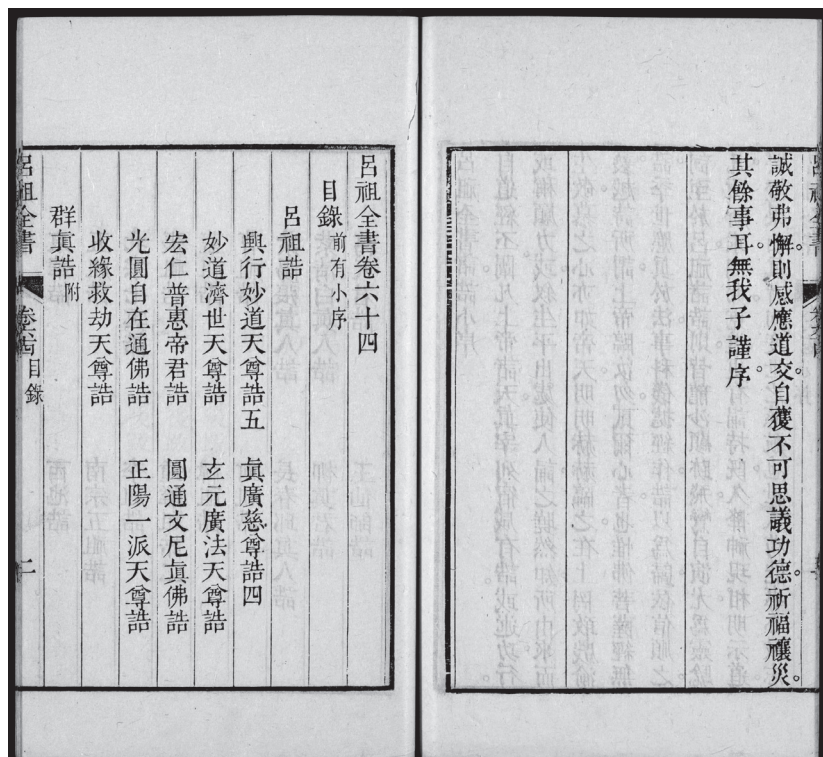 誠敬弗懈。則感應道交。自獲不可思議功德。祈福禳災。
其餘事耳。無我子謹序。
呂祖全書卷六十四
目錄 前有小序
呂祖誥
興行妙道天尊誥五 真廣慈尊誥四
妙道濟世天尊誥 玄元廣法天尊誥
宏仁普惠帝君誥 圓通文尼真佛誥
光圓自在通佛誥 正陽一派天尊誥
收緣救劫天尊誥
群真誥 附
呂祖全書 卷六十四 目錄 二